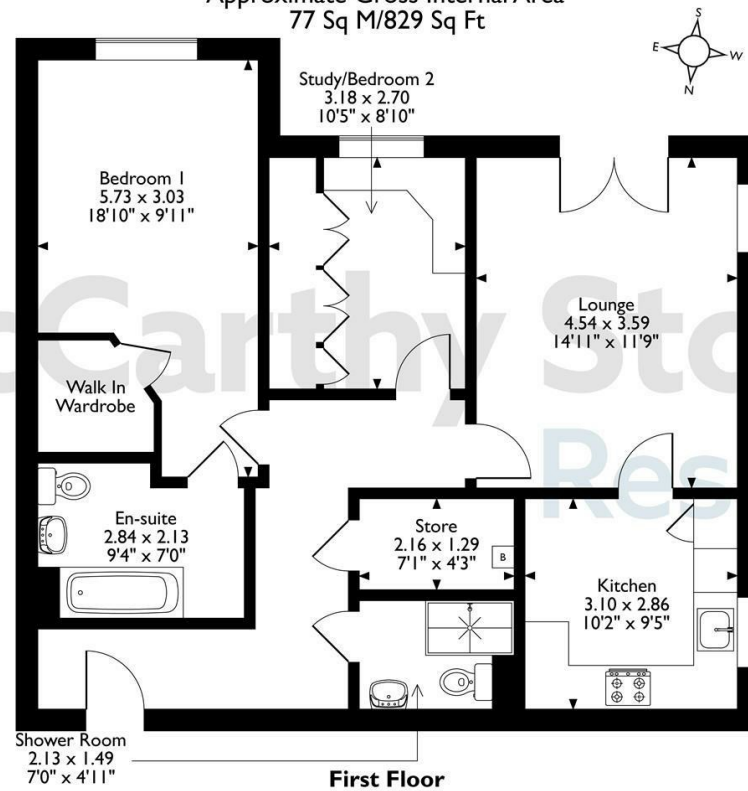 Approximate Gross Internal Area
77 Sq M/829 Sq Ft
S
E
W
N
Study/Bedroom 2
3.18 x 2.70
10'5" x 8'10"
Bedroom 1
5.73 x 3.03
18'10" x 9'11"
Lounge
4.54 x 3.59
14'11" x 11'9"
cCarthy Sto
Res
Walk In
Wardrobe
En-suite
2.84 x 2.13
9'4" x 7'0"
Store
2.16 x 1.29
7'1" x 4'3"
B
Kitchen
3.10 x 2.86
10'2" x 9'5"
Shower Room
2.13 x 1.49
7'0" x 4'11"
First Floor